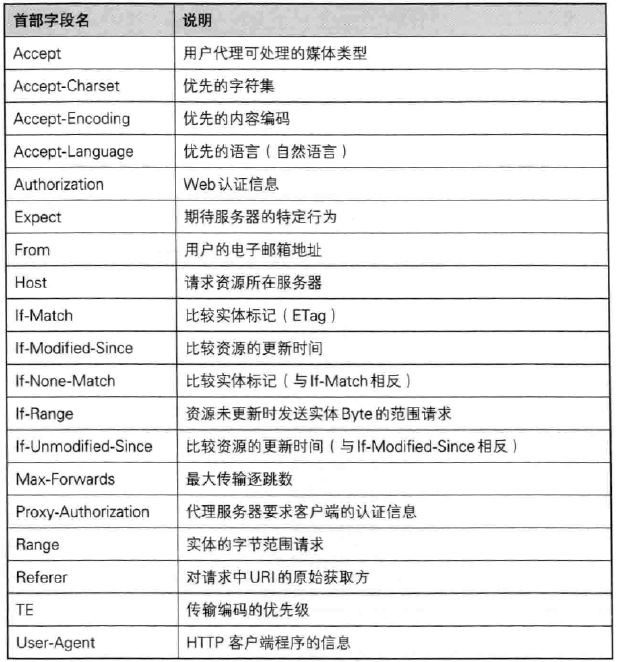 首部字段名 说明
Accept 用户代理可处理的媒体类型
Accept-Charset 优先的字符集
Accept-Encoding 优先的内容编码
Accept-Language 优先的语言（自然语言）
Authorization Web认证信息
Expect 期待服务器的特定行为
From 用户的电子邮箱地址
Host 请求资源所在服务器
If-Match 比较实体标记（ETag）
If-Modified-Since 比较资源的更新时间
If-None-Match 比较实体标记（与If-Match相反）
If-Range 资源未更新时发送实体Byte的范围请求
If-Unmodified-Since 比较资源的更新时间（与If-Modified-Since相反）
Max-Forwards 最大传输逐跳数
Proxy-Authorization 代理服务器要求客户端的认证信息
Range 实体的字节范围请求
Referer 对请求中URI的原始获取方
TE 传输编码的优先级
User-Agent HTTP 客户端程序的信息